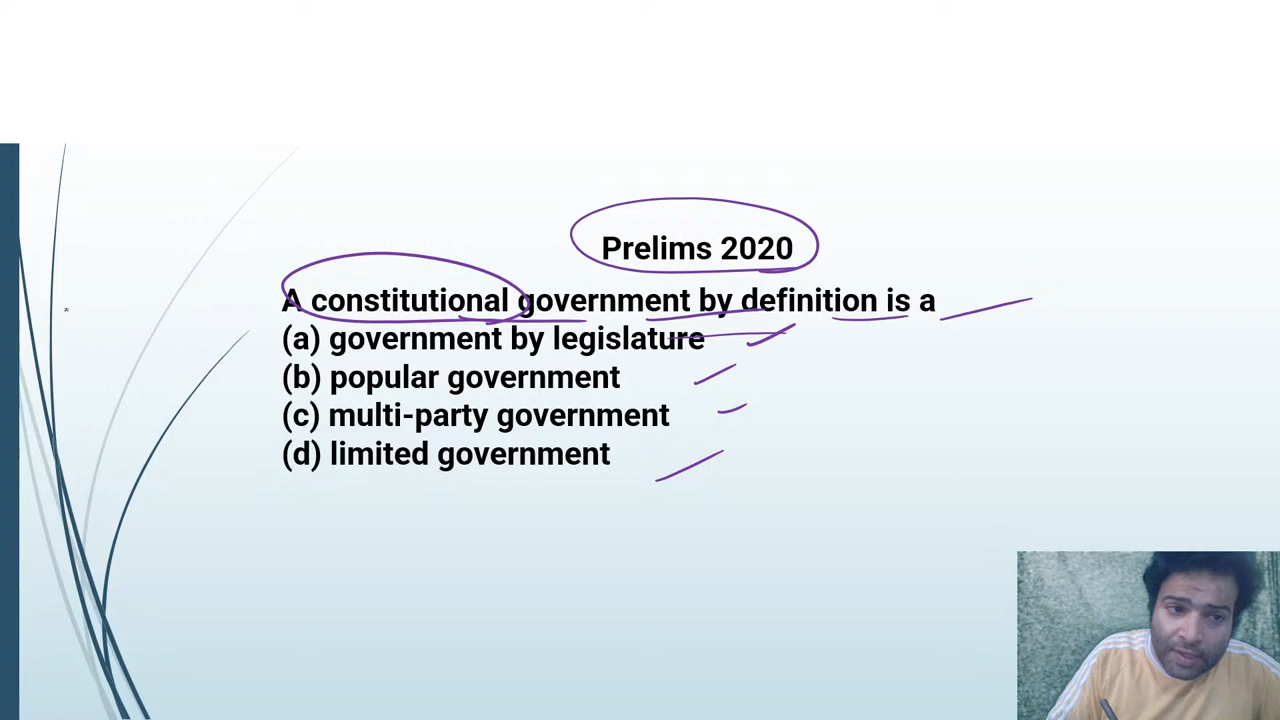 Prelims 2020
A constitutional government by definition is a
(a) government by legislature
(b) popular government
(c) multi-party government
(d) limited government